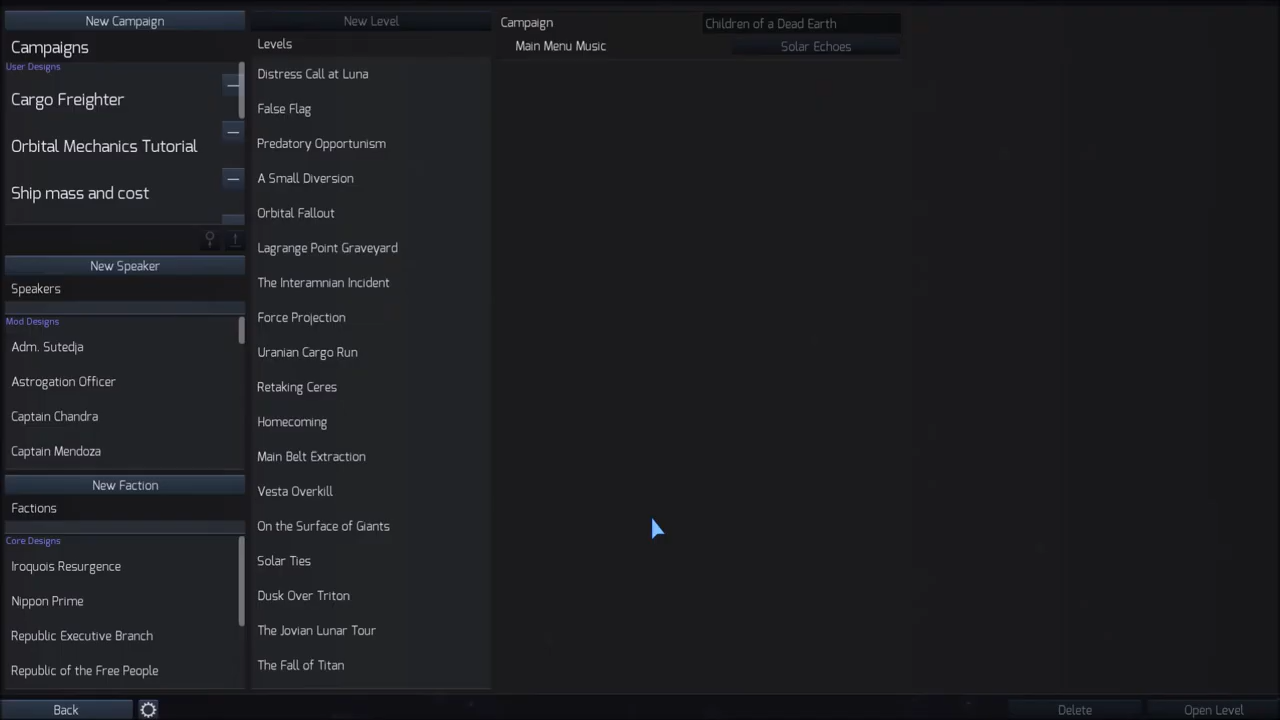 New Campaign
Campaigns
User Designs
Cargo Freighter
Orbital Mechanics Tutorial
Ship mass and cost
New Speaker
Speakers
Mod Designs
Adm. Sutedja
Astrogation Officer
Captain Chandra
Captain Mendoza
New Faction
Factions
Core Designs
Iroquois Resurgence
Nippon Prime
Republic Executive Branch
Republic of the Free People
New Level
Levels
Distress Call at Luna
False Flag
Predatory Opportunism
A Small Diversion
Orbital Fallout
Lagrange Point Graveyard
The Interamnian Incident
Force Projection
Uranian Cargo Run
Retaking Ceres
Homecoming
Main Belt Extraction
Vesta Overkill
On the Surface of Giants
Solar Ties
Dusk Over Triton
The Jovian Lunar Tour
The Fall of Titan
Campaign Children of a Dead Earth
Main Menu Music Solar Echoes
Back
Delete
Open Level